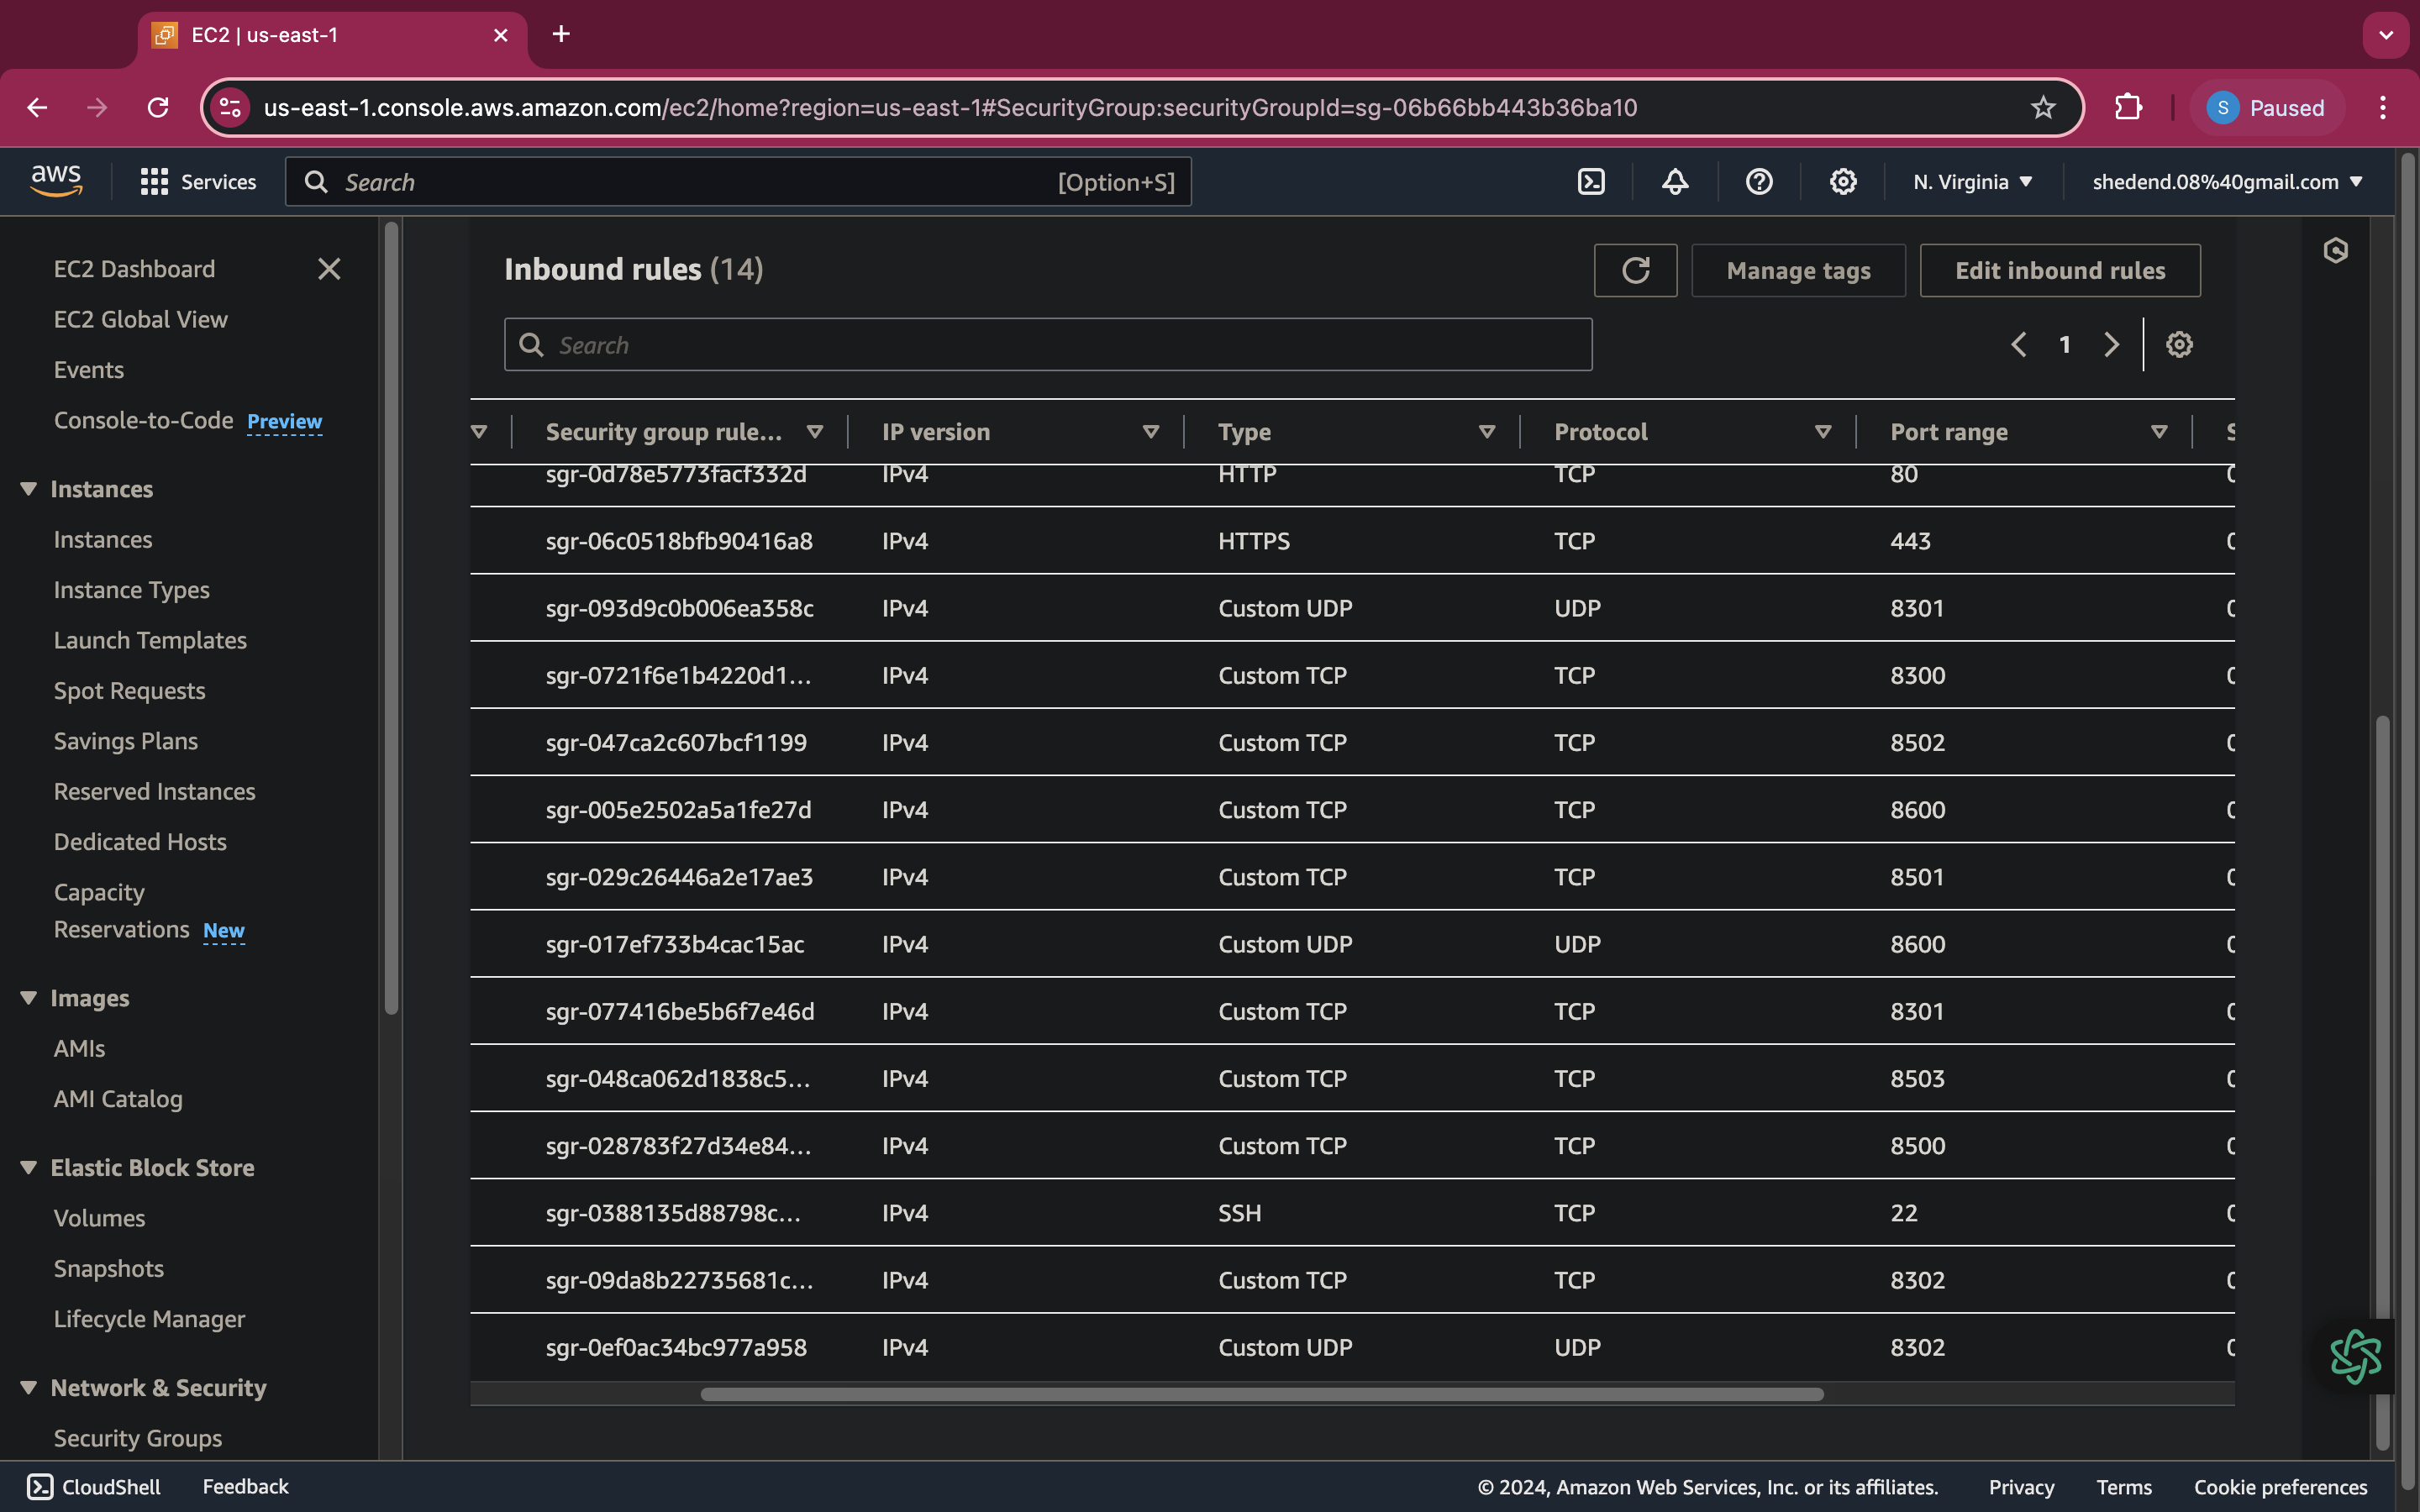 EC2 | us-east-1
us-east-1.console.aws.amazon.com/ec2/home?region=us-east-1#SecurityGroup:securityGroupId=sg-06b66bb443b36ba10
S Paused
aws Services Search [Option+S] N. Virginia shedend.08%40gmail.com
EC2 Dashboard
EC2 Global View
Events
Console-to-Code Preview
Instances
Instances
Instance Types
Launch Templates
Spot Requests
Savings Plans
Reserved Instances
Dedicated Hosts
Capacity
Reservations New
Images
AMIs
AMI Catalog
Elastic Block Store
Volumes
Snapshots
Lifecycle Manager
Network & Security
Security Groups
Inbound rules (14) Manage tags Edit inbound rules
Search 1
Security group rule... IP version Type Protocol Port range
sgr-0d78e5773facf332d IPv4 HTTP TCP 80
sgr-06c0518bfb90416a8 IPv4 HTTPS TCP 443
sgr-093d9c0b006ea358c IPv4 Custom UDP UDP 8301
sgr-0721f6e1b4220d1... IPv4 Custom TCP TCP 8300
sgr-047ca2c607bcf1199 IPv4 Custom TCP TCP 8502
sgr-005e2502a5a1fe27d IPv4 Custom TCP TCP 8600
sgr-029c26446a2e17ae3 IPv4 Custom TCP TCP 8501
sgr-017ef733b4cac15ac IPv4 Custom UDP UDP 8600
sgr-077416be5b6f7e46d IPv4 Custom TCP TCP 8301
sgr-048ca062d1838c5... IPv4 Custom TCP TCP 8503
sgr-028783f27d34e84... IPv4 Custom TCP TCP 8500
sgr-0388135d88798c... IPv4 SSH TCP 22
sgr-09da8b22735681c... IPv4 Custom TCP TCP 8302
sgr-0ef0ac34bc977a958 IPv4 Custom UDP UDP 8302
CloudShell Feedback © 2024, Amazon Web Services, Inc. or its affiliates. Privacy Terms Cookie preferences